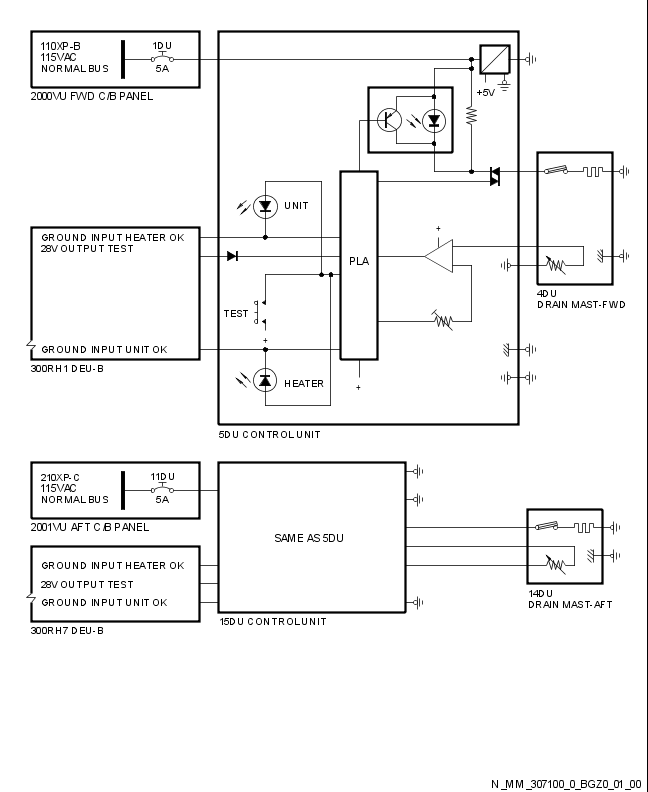 110XP-B
115VAC
NORMAL BUS
1DU
5A
2000VU FWD C/B PANEL
+5V
UNIT
GROUND INPUT HEATER OK
28V OUTPUT TEST
PLA
+
TEST
+
4DU
DRAIN MAST-FWD
GROUND INPUT UNIT OK
300RH1 DEU-B
HEATER
+
5DU CONTROL UNIT
210XP-C
115VAC
NORMAL BUS
11DU
5A
2001VU AFT C/B PANEL
SAME AS 5DU
GROUND INPUT HEATER OK
28V OUTPUT TEST
GROUND INPUT UNIT OK
300RH7 DEU-B
15DU CONTROL UNIT
14DU
DRAIN MAST-AFT
N_MM_307100_0_BGZ0_01_00